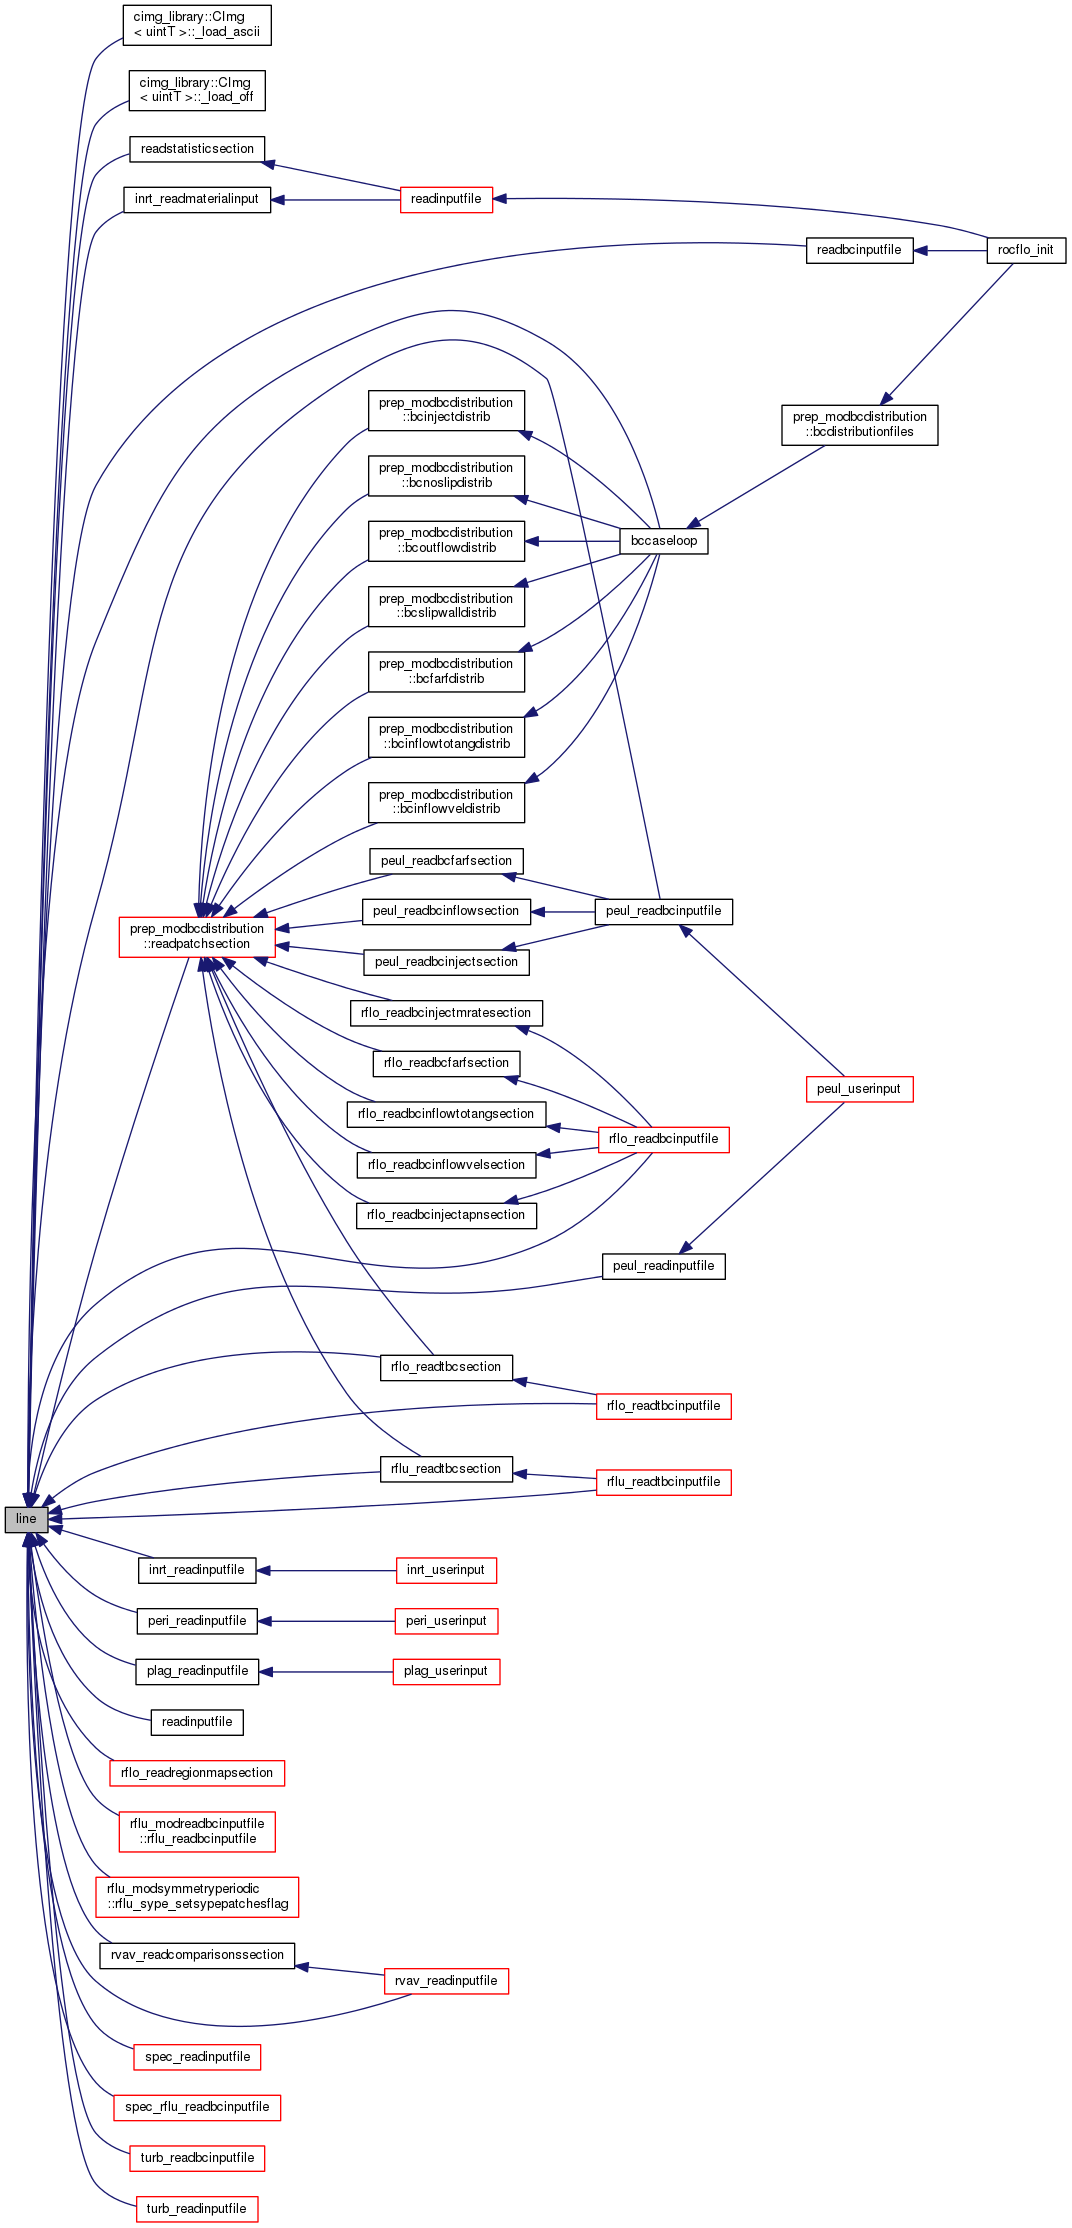 cimg_library::CImg
< uintT >::_load_ascii
cimg_library::CImg
< uintT >::_load_off
readstatisticsection
inrt_readmaterialinput
readinputfile
readbcinputfile
rocflo_init
prep_modbcdistribution
::bcinjectdistrib
prep_modbcdistribution
::bcdistributionfiles
prep_modbcdistribution
::bcnoslipdistrib
prep_modbcdistribution
::bcoutflowdistrib
bccaseloop
prep_modbcdistribution
::bcslipwalldistrib
prep_modbcdistribution
::bcfarfdistrib
prep_modbcdistribution
::bcinflowtotangdistrib
prep_modbcdistribution
::bcinflowveldistrib
peul_readbcfarfsection
peul_readbcinflowsection
peul_readbcinputfile
prep_modbcdistribution
::readpatchsection
peul_readbcinjectsection
rflo_readbcinjectmratesection
rflo_readbcfarfsection
peul_userinput
rflo_readbcinflowtotangsection
rflo_readbcinputfile
rflo_readbcinflowvelsection
rflo_readbcinjectapnsection
peul_readinputfile
rflo_readtbcsection
rflo_readtbcinputfile
rflu_readtbcsection
rflu_readtbcinputfile
line
inrt_readinputfile
inrt_userinput
peri_readinputfile
peri_userinput
plag_readinputfile
plag_userinput
readinputfile
rflo_readregionmapsection
rflu_modreadbcinputfile
::rflu_readbcinputfile
rflu_modsymmetryperiodic
::rflu_sype_setsypepatchesflag
rvav_readcomparisonssection
rvav_readinputfile
spec_readinputfile
spec_rflu_readbcinputfile
turb_readbcinputfile
turb_readinputfile